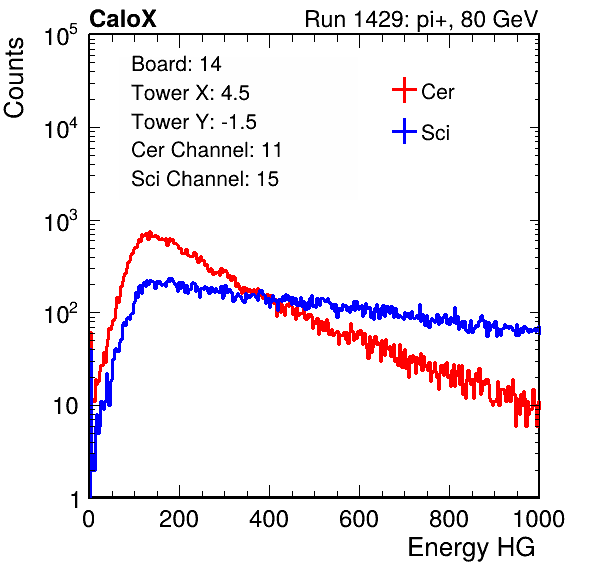 CaloX Run 1429: pi+, 80 GeV
Board: 14
Tower X: 4.5
Tower Y: -1.5
Cer Channel: 11
Sci Channel: 15
Cer
Sci
Counts
10^5
10^4
10^3
10^2
10
1
0 200 400 600 800 1000
Energy HG